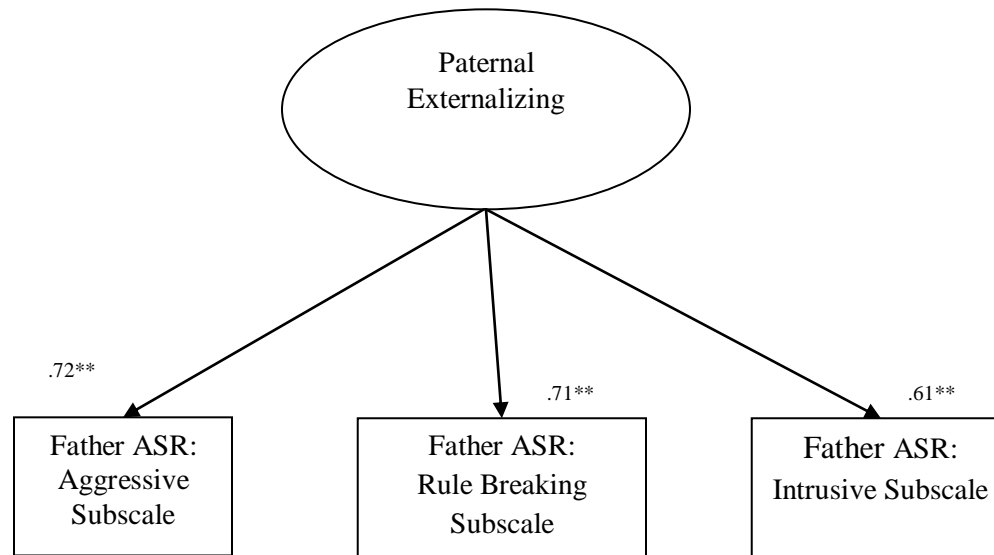 Paternal
Externalizing
.72**
.71**
.61**
Father ASR:
Aggressive
Subscale
Father ASR:
Rule Breaking
Subscale
Father ASR:
Intrusive Subscale